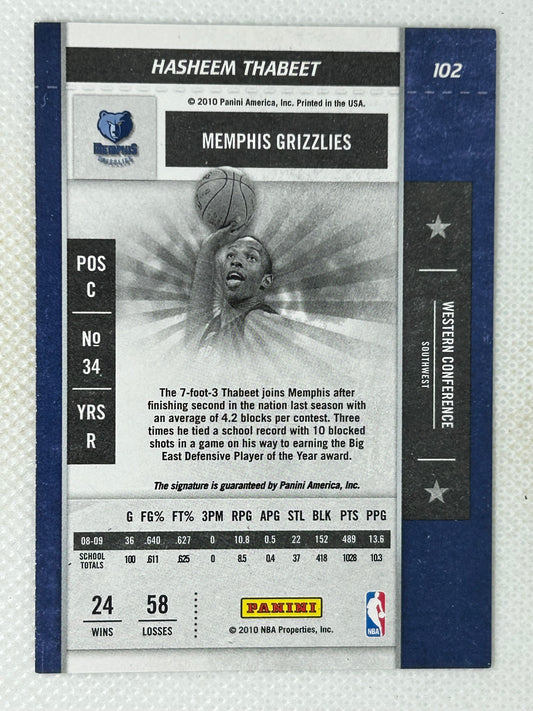 HASHEEM THABEET
102
© 2010 Panini America, Inc. Printed in the USA.
MEMPHIS
GRIZZLIES
MEMPHIS GRIZZLIES
POS
C
Nº
34
YRS
R
WESTERN CONFERENCE
SOUTHWEST
The 7-foot-3 Thabeet joins Memphis after
finishing second in the nation last season with
an average of 4.2 blocks per contest. Three
times he tied a school record with 10 blocked
shots in a game on his way to earning the Big
East Defensive Player of the Year award.
The signature is guaranteed by Panini America, Inc.
G FG% FT% 3PM RPG APG STL BLK PTS PPG
08-09 36 .640 .627 0 10.8 0.5 22 152 489 13.6
SCHOOL
TOTALS 100 .611 .625 0 8.5 0.4 37 418 1028 10.3
24 58
WINS LOSSES
PANINI
© 2010 NBA Properties, Inc.
NBA